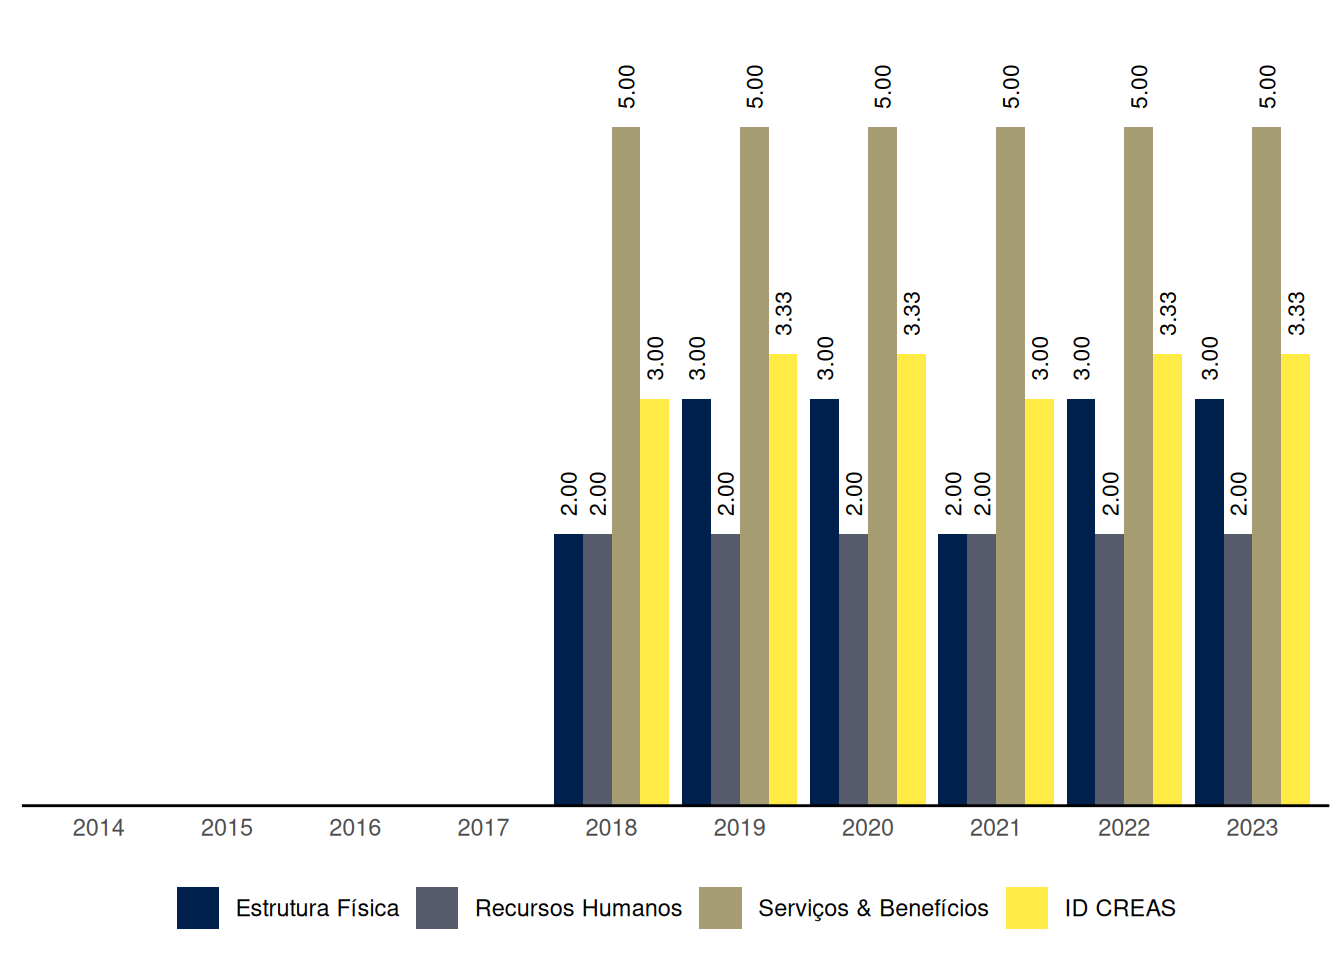 5.00 5.00 5.00 5.00 5.00 5.00
3.33 3.33 3.33 3.33
3.00 3.00 3.00 3.00 3.00 3.00
2.00 2.00 2.00 2.00 2.00 2.00 2.00 2.00
2014 2015 2016 2017 2018 2019 2020 2021 2022 2023
Estrutura Física Recursos Humanos Serviços & Benefícios ID CREAS